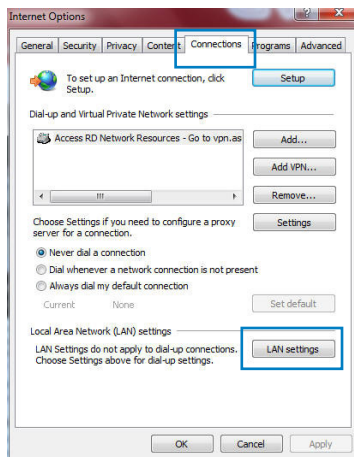 Internet Options
General Security Privacy Content Connections Programs Advanced
To set up an Internet connection, click Setup.
Setup
Dial-up and Virtual Private Network settings
Access RD Network Resources - Go to vpn.as
Add...
Add VPN...
Remove...
Choose Settings if you need to configure a proxy
server for a connection.
Settings
Never dial a connection
Dial whenever a network connection is not present
Always dial my default connection
Current None
Set default
Local Area Network (LAN) settings
LAN Settings do not apply to dial-up connections.
Choose Settings above for dial-up settings.
LAN settings
OK Cancel Apply